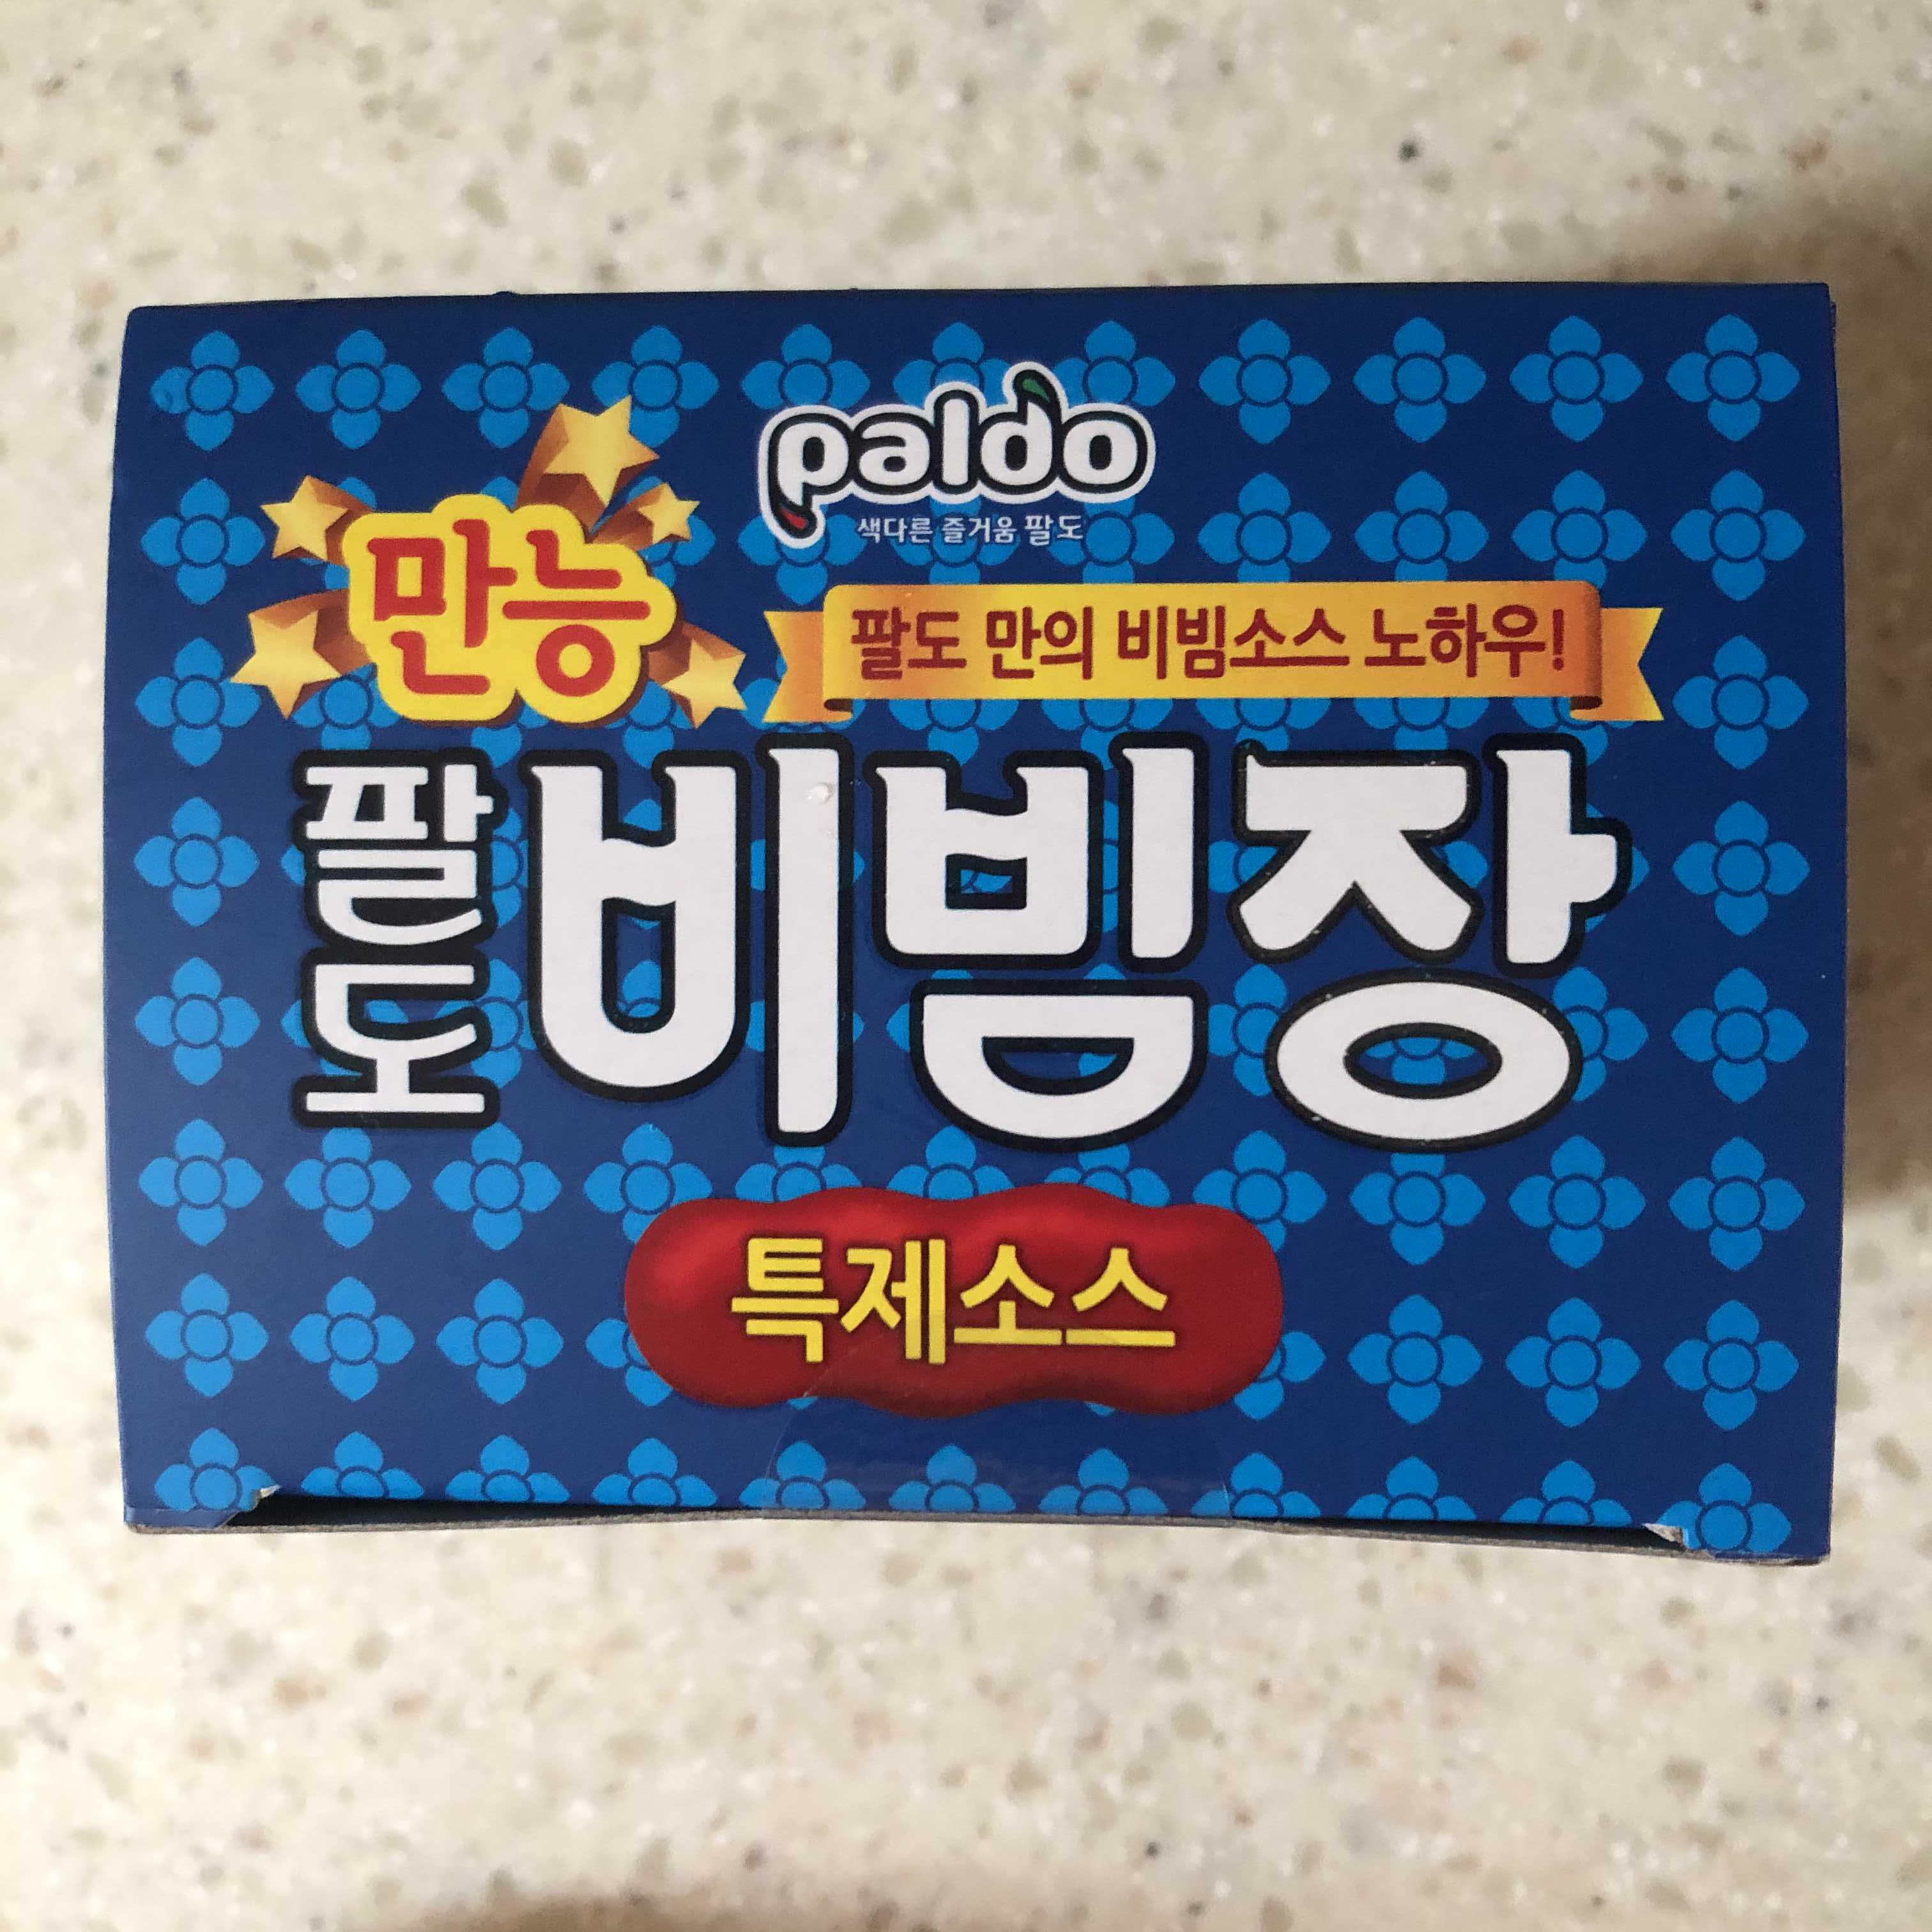 paldo
색다른 즐거움 팔도
만능
팔도 만의 비빔소스 노하우!
팔도 비빔장
특제소스